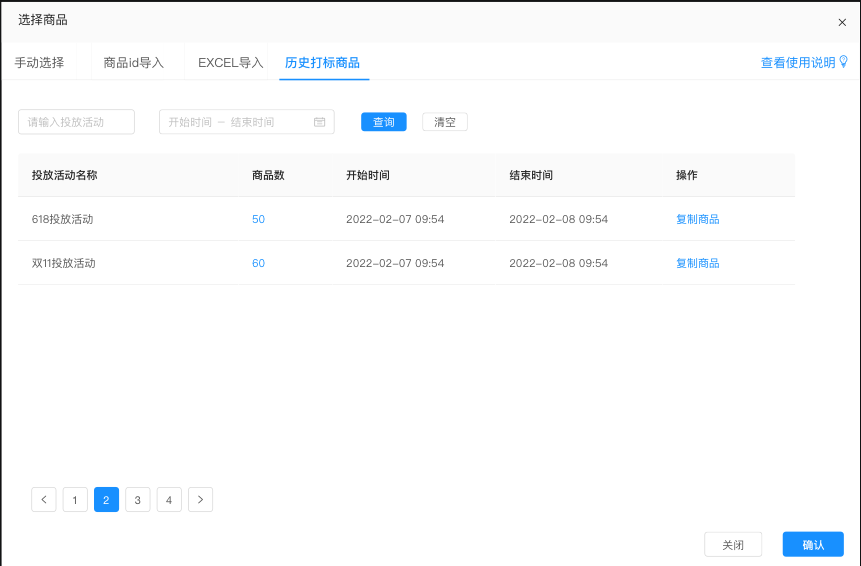 选择商品
手动选择 商品id导入 EXCEL导入 历史打标商品 查看使用说明
请输入投放活动 开始时间 – 结束时间 查询 清空
投放活动名称 商品数 开始时间 结束时间 操作
618投放活动 50 2022-02-07 09:54 2022-02-08 09:54 复制商品
双11投放活动 60 2022-02-07 09:54 2022-02-08 09:54 复制商品
1 2 3 4
关闭 确认